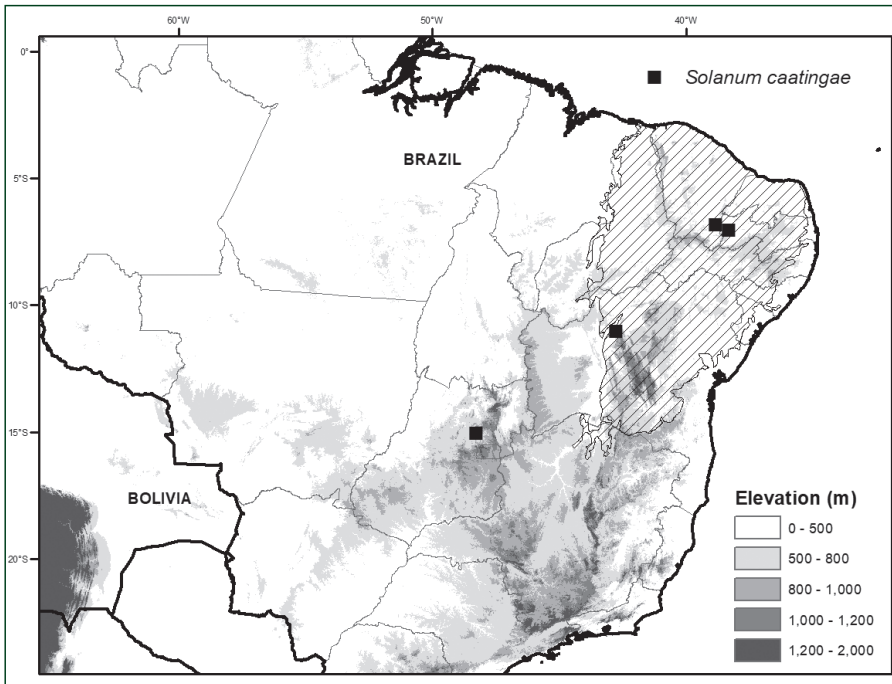 60°W 50°W 40°W
0°
Solanum caatingae
BRAZIL
5°S
10°S
15°S
BOLIVIA
Elevation (m)
0 - 500
500 - 800
20°S
800 - 1,000
1,000 - 1,200
1,200 - 2,000